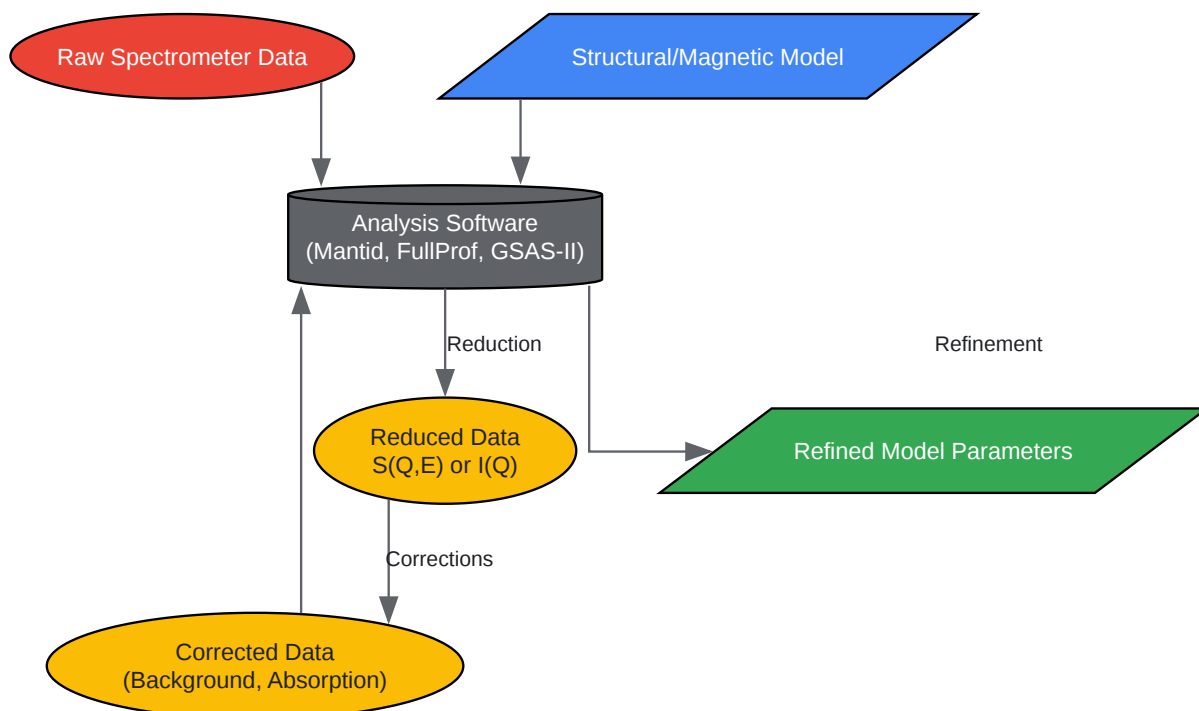 Raw Spectrometer Data
Structural/Magnetic Model
Analysis Software
(Mantid, FullProf, GSAS-II)
Reduction
Refinement
Reduced Data
S(Q,E) or I(Q)
Refined Model Parameters
Corrections
Corrected Data
(Background, Absorption)